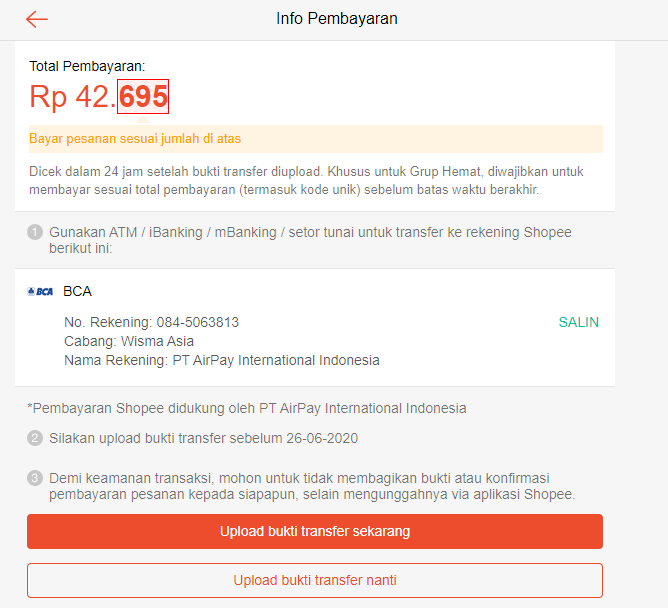 Info Pembayaran
Total Pembayaran:
Rp 42.695
Bayar pesanan sesuai jumlah di atas
Dicek dalam 24 jam setelah bukti transfer diupload. Khusus untuk Grup Hemat, diwajibkan untuk
membayar sesuai total pembayaran (termasuk kode unik) sebelum batas waktu berakhir.
1 Gunakan ATM / iBanking / mBanking / setor tunai untuk transfer ke rekening Shopee
berikut ini:
BCA BCA
No. Rekening: 084-5063813 SALIN
Cabang: Wisma Asia
Nama Rekening: PT AirPay International Indonesia
*Pembayaran Shopee didukung oleh PT AirPay International Indonesia
2 Silakan upload bukti transfer sebelum 26-06-2020
3 Demi keamanan transaksi, mohon untuk tidak membagikan bukti atau konfirmasi
pembayaran pesanan kepada siapapun, selain mengunggahnya via aplikasi Shopee.
Upload bukti transfer sekarang
Upload bukti transfer nanti